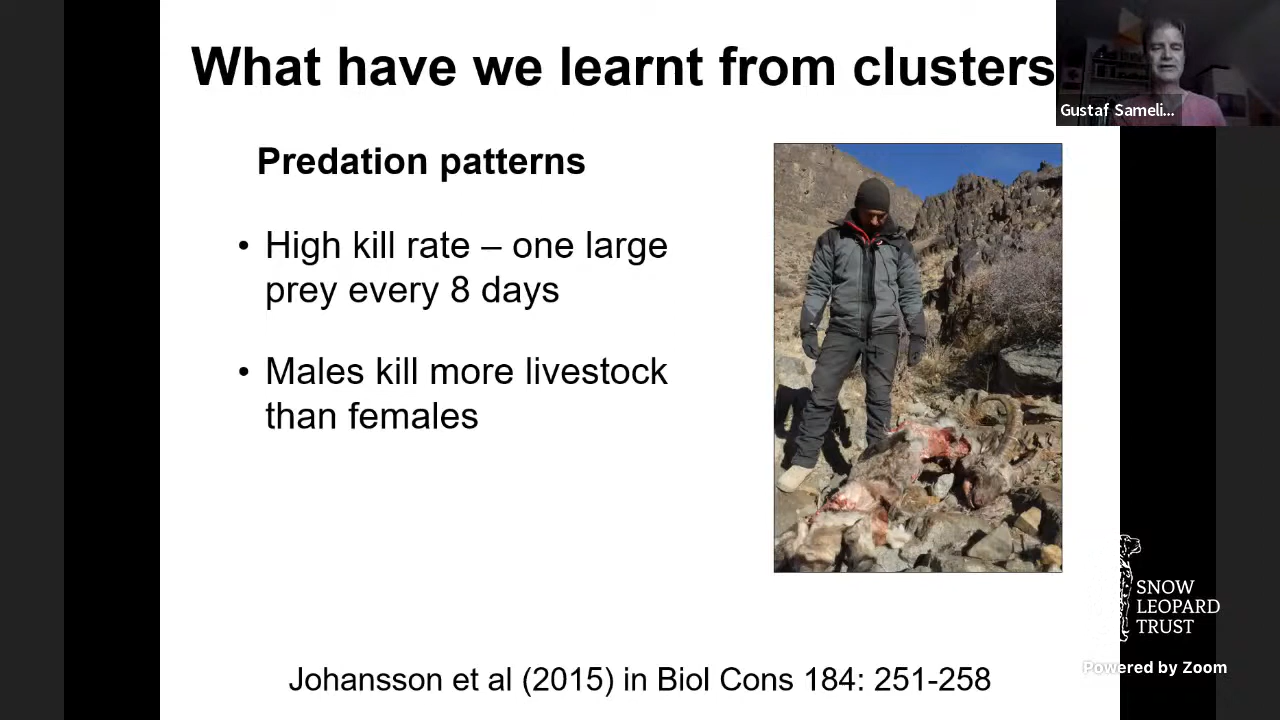 What have we learnt from clusters
Gustaf Sameli...
Predation patterns
• High kill rate – one large
prey every 8 days
• Males kill more livestock
than females
SNOW
LEOPARD
TRUST
Powered by Zoom
Johansson et al (2015) in Biol Cons 184: 251-258